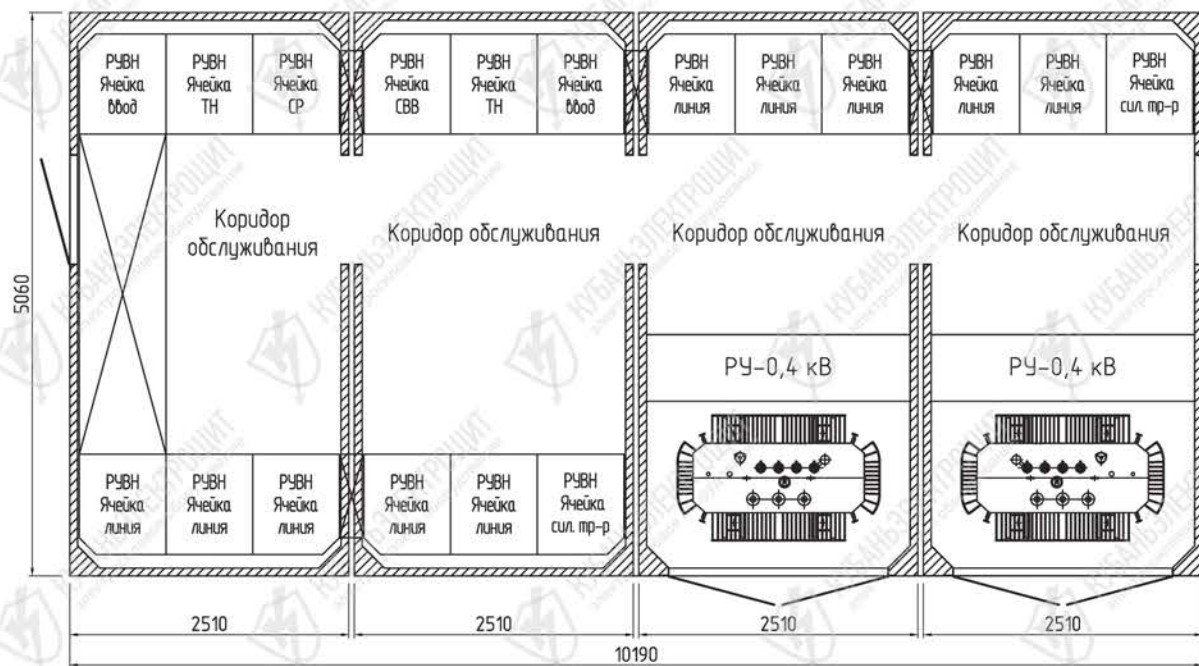 РУВН
Ячейка
ввод
РУВН
Ячейка
ТН
РУВН
Ячейка
СР
РУВН
Ячейка
СВВ
РУВН
Ячейка
ТН
РУВН
Ячейка
ввод
РУВН
Ячейка
линия
РУВН
Ячейка
линия
РУВН
Ячейка
линия
РУВН
Ячейка
линия
РУВН
Ячейка
линия
РУВН
Ячейка
сил. тр-р
Коридор
обслуживания
Коридор обслуживания
Коридор обслуживания
Коридор обслуживания
5060
РУ-0,4 кВ
РУ-0,4 кВ
РУВН
Ячейка
линия
РУВН
Ячейка
линия
РУВН
Ячейка
линия
РУВН
Ячейка
линия
РУВН
Ячейка
линия
РУВН
Ячейка
сил. тр-р
2510
2510
2510
2510
10190
КУБАНЬЭЛЕКТРОЩИТ
электрощитовое оборудование